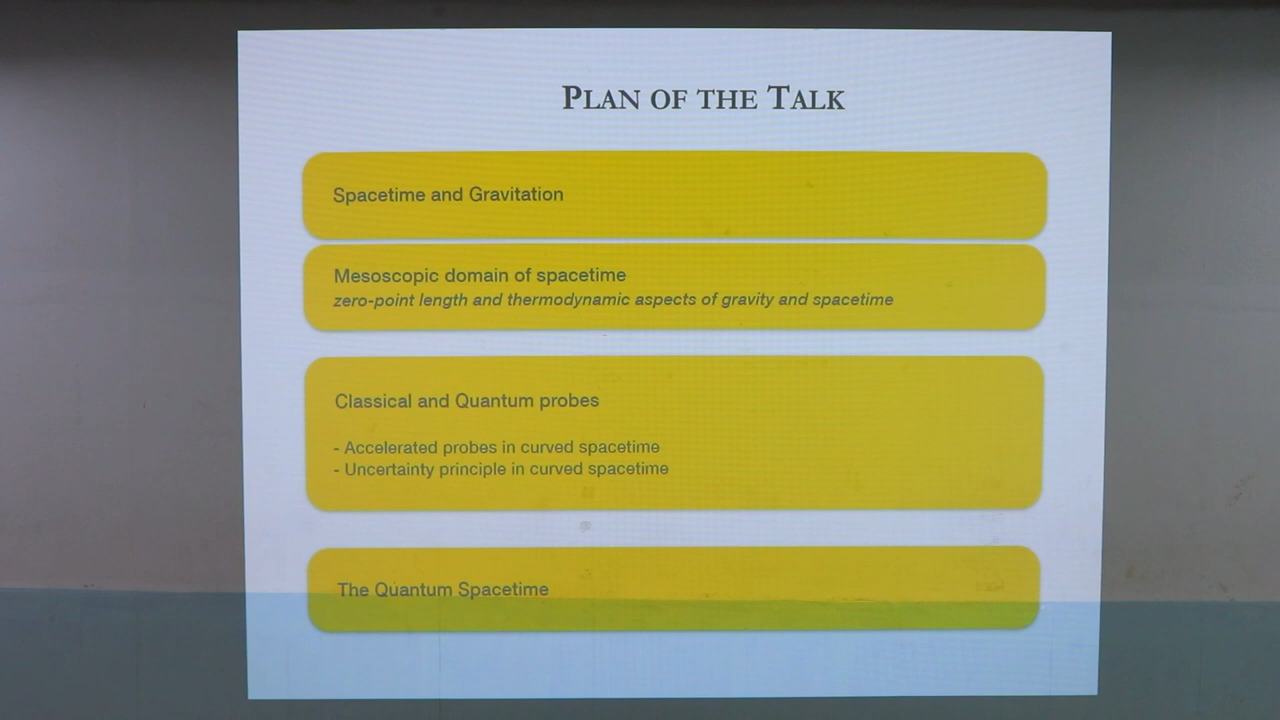 PLAN OF THE TALK
Spacetime and Gravitation
Mesoscopic domain of spacetime
zero-point length and thermodynamic aspects of gravity and spacetime
Classical and Quantum probes
- Accelerated probes in curved spacetime
- Uncertainty principle in curved spacetime
The Quantum Spacetime